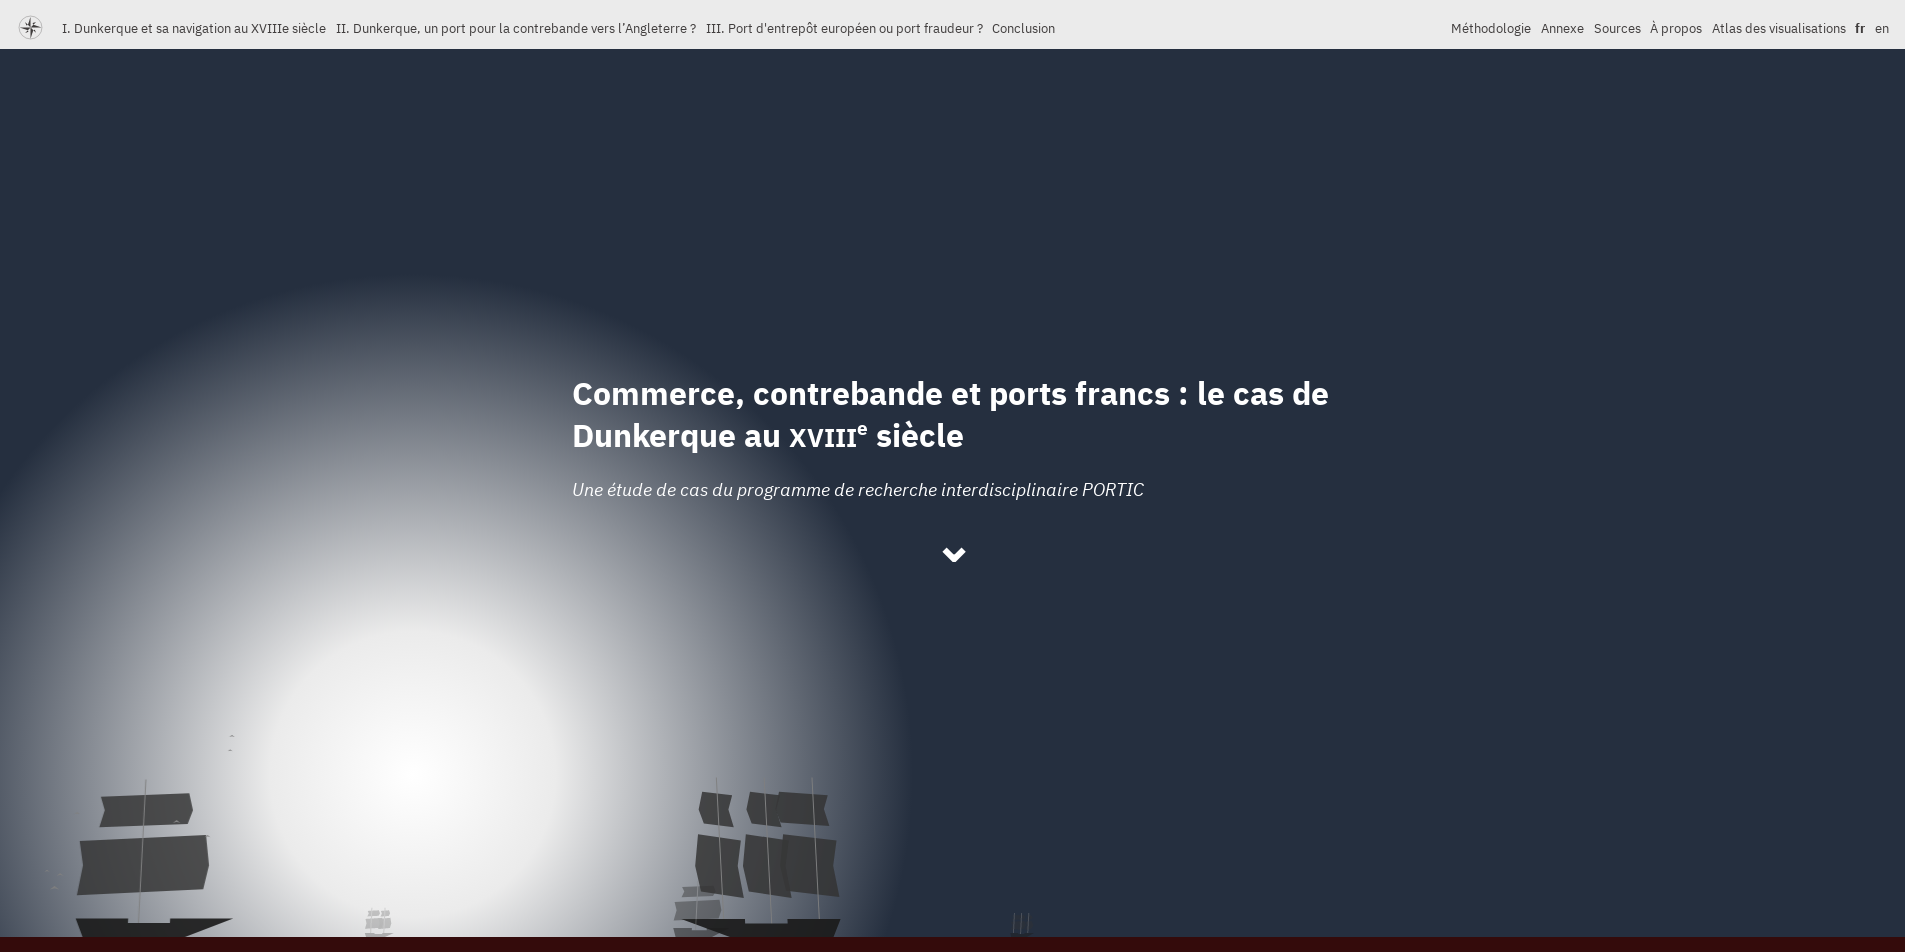 I. Dunkerque et sa navigation au XVIIIe siècle II. Dunkerque, un port pour la contrebande vers l’Angleterre ? III. Port d'entrepôt européen ou port fraudeur ? Conclusion Méthodologie Annexe Sources À propos Atlas des visualisations fr en
Commerce, contrebande et ports francs : le cas de
Dunkerque au XVIIIe siècle
Une étude de cas du programme de recherche interdisciplinaire PORTIC